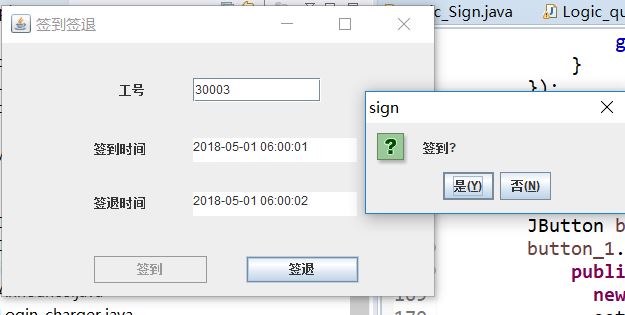 签到签退
工号
30003
签到时间
2018-05-01 06:00:01
签退时间
2018-05-01 06:00:02
签到
签退
sign
签到?
是(Y)
否(N)
_Sign.java
Logic_qu
g
}
});
JButton b
button_1.
public
new
169
170
ogin_charger.java